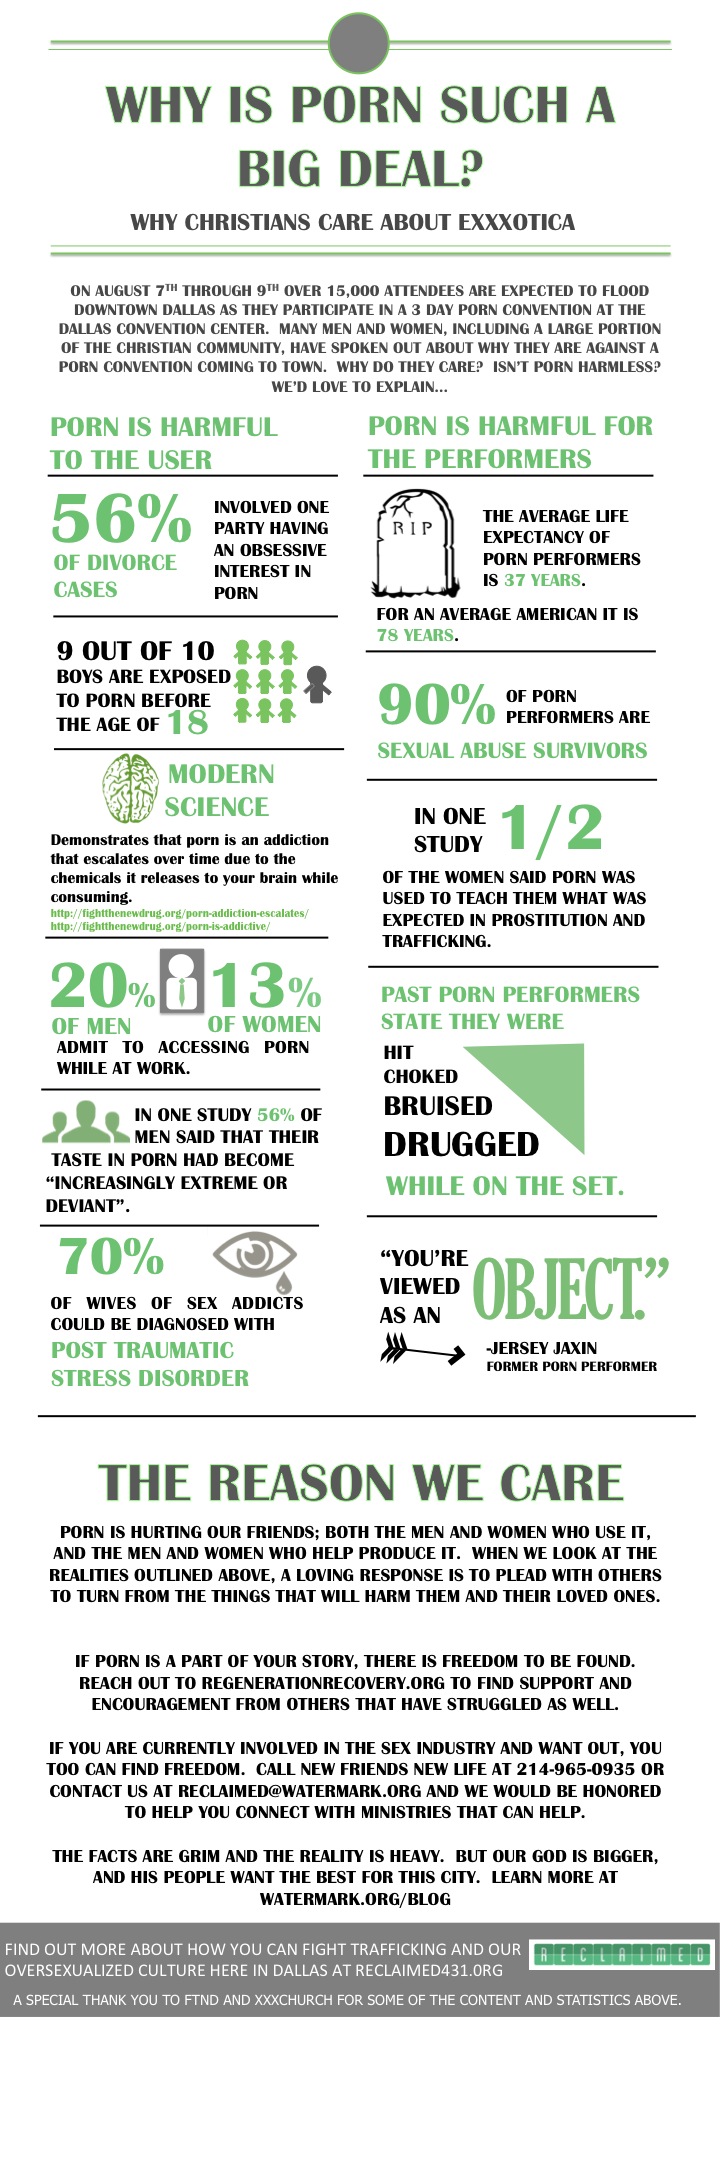 WHY IS PORN SUCH A
BIG DEAL?
WHY CHRISTIANS CARE ABOUT EXXXOTICA
ON AUGUST 7TH THROUGH 9TH OVER 15,000 ATTENDEES ARE EXPECTED TO FLOOD
DOWNTOWN DALLAS AS THEY PARTICIPATE IN A 3 DAY PORN CONVENTION AT THE
DALLAS CONVENTION CENTER. MANY MEN AND WOMEN, INCLUDING A LARGE PORTION
OF THE CHRISTIAN COMMUNITY, HAVE SPOKEN OUT ABOUT WHY THEY ARE AGAINST A
PORN CONVENTION COMING TO TOWN. WHY DO THEY CARE? ISN'T PORN HARMLESS?
WE'D LOVE TO EXPLAIN...
PORN IS HARMFUL
TO THE USER
56%
OF DIVORCE
CASES
INVOLVED ONE
PARTY HAVING
AN OBSESSIVE
INTEREST IN
PORN
9 OUT OF 10
BOYS ARE EXPOSED
TO PORN BEFORE
THE AGE OF 18
MODERN
SCIENCE
Demonstrates that porn is an addiction
that escalates over time due to the
chemicals it releases to your brain while
consuming.
http://fightthenewdrug.org/porn-addiction-escalates/
http://fightthenewdrug.org/porn-is-addictive/
20%
OF MEN
13%
OF WOMEN
ADMIT TO ACCESSING PORN
WHILE AT WORK.
IN ONE STUDY 56% OF
MEN SAID THAT THEIR
TASTE IN PORN HAD BECOME
"INCREASINGLY EXTREME OR
DEVIANT".
70%
OF WIVES OF SEX ADDICTS
COULD BE DIAGNOSED WITH
POST TRAUMATIC
STRESS DISORDER
PORN IS HARMFUL FOR
THE PERFORMERS
RIP
THE AVERAGE LIFE
EXPECTANCY OF
PORN PERFORMERS
IS 37 YEARS.
FOR AN AVERAGE AMERICAN IT IS
78 YEARS.
90%
OF PORN
PERFORMERS ARE
SEXUAL ABUSE SURVIVORS
IN ONE
STUDY
1/2
OF THE WOMEN SAID PORN WAS
USED TO TEACH THEM WHAT WAS
EXPECTED IN PROSTITUTION AND
TRAFFICKING.
PAST PORN PERFORMERS
STATE THEY WERE
HIT
CHOKED
BRUISED
DRUGGED
WHILE ON THE SET.
"YOU'RE
VIEWED
AS AN
OBJECT."
-JERSEY JAXIN
FORMER PORN PERFORMER
THE REASON WE CARE
PORN IS HURTING OUR FRIENDS; BOTH THE MEN AND WOMEN WHO USE IT,
AND THE MEN AND WOMEN WHO HELP PRODUCE IT. WHEN WE LOOK AT THE
REALITIES OUTLINED ABOVE, A LOVING RESPONSE IS TO PLEAD WITH OTHERS
TO TURN FROM THE THINGS THAT WILL HARM THEM AND THEIR LOVED ONES.
IF PORN IS A PART OF YOUR STORY, THERE IS FREEDOM TO BE FOUND.
REACH OUT TO REGENERATIONRECOVERY.ORG TO FIND SUPPORT AND
ENCOURAGEMENT FROM OTHERS THAT HAVE STRUGGLED AS WELL.
IF YOU ARE CURRENTLY INVOLVED IN THE SEX INDUSTRY AND WANT OUT, YOU
TOO CAN FIND FREEDOM. CALL NEW FRIENDS NEW LIFE AT 214-965-0935 OR
CONTACT US AT RECLAIMED@WATERMARK.ORG AND WE WOULD BE HONORED
TO HELP YOU CONNECT WITH MINISTRIES THAT CAN HELP.
THE FACTS ARE GRIM AND THE REALITY IS HEAVY. BUT OUR GOD IS BIGGER,
AND HIS PEOPLE WANT THE BEST FOR THIS CITY. LEARN MORE AT
WATERMARK.ORG/BLOG
FIND OUT MORE ABOUT HOW YOU CAN FIGHT TRAFFICKING AND OUR
OVERSEXUALIZED CULTURE HERE IN DALLAS AT RECLAIMED431.0RG
RECLAIMED
A SPECIAL THANK YOU TO FTND AND XXXCHURCH FOR SOME OF THE CONTENT AND STATISTICS ABOVE.